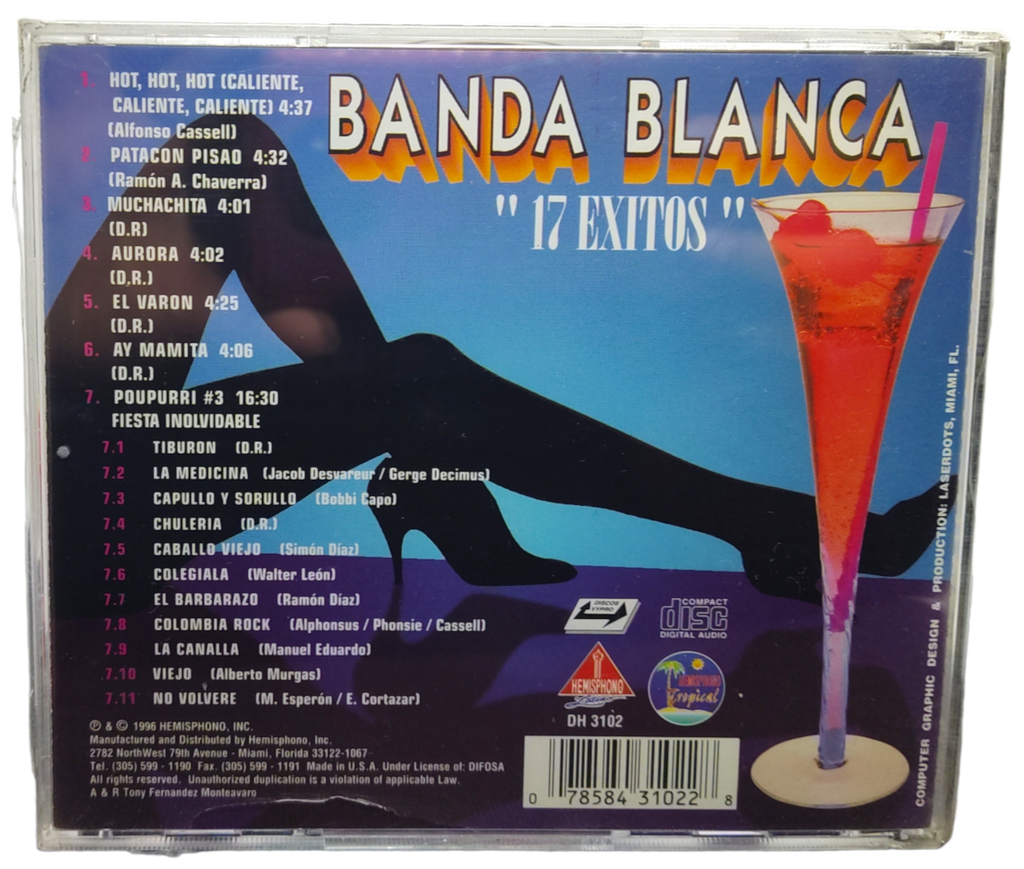 BANDA BLANCA
" 17 EXITOS "
1. HOT, HOT, HOT (CALIENTE,
CALIENTE, CALIENTE) 4:37
(Alfonso Cassell)
2. PATACON PISAO 4:32
(Ramón A. Chaverra)
3. MUCHACHITA 4:01
(D.R)
4. AURORA 4:02
(D.R.)
5. EL VARON 4:25
(D.R.)
6. AY MAMITA 4:06
(D.R.)
7. POUPURRI #3 16:30
FIESTA INOLVIDABLE
7.1 TIBURON (D.R.)
7.2 LA MEDICINA (Jacob Desvareur / Gerge Decimus)
7.3 CAPULLO Y SORULLO (Bobbi Capo)
7.4 CHULERIA (D.R.)
7.5 CABALLO VIEJO (Simón Díaz)
7.6 COLEGIALA (Walter León)
7.7 EL BARBARAZO (Ramón Díaz)
7.8 COLOMBIA ROCK (Alphonsus / Phonsie / Cassell)
7.9 LA CANALLA (Manuel Eduardo)
7.10 VIEJO (Alberto Murgas)
7.11 NO VOLVERE (M. Esperón / E. Cortazar)
℗ & © 1996 HEMISPHONO, INC.
Manufactured and Distributed by Hemisphono, Inc.
2782 NorthWest 79th Avenue - Miami, Florida 33122-1067
Tel. (305) 599 - 1190 Fax. (305) 599 - 1191 Made in U.S.A. Under License of: DIFOSA
All rights reserved. Unauthorized duplication is a violation of applicable Law.
A & R Tony Fernandez Monteavaro
DISCOS
VYPRO
COMPACT
disc
DIGITAL AUDIO
HEMISPHONO
DH 3102
Tropical
0 78584 31022 8
COMPUTER GRAPHIC DESIGN & PRODUCTION: LASERDOTS, MIAMI, FL.